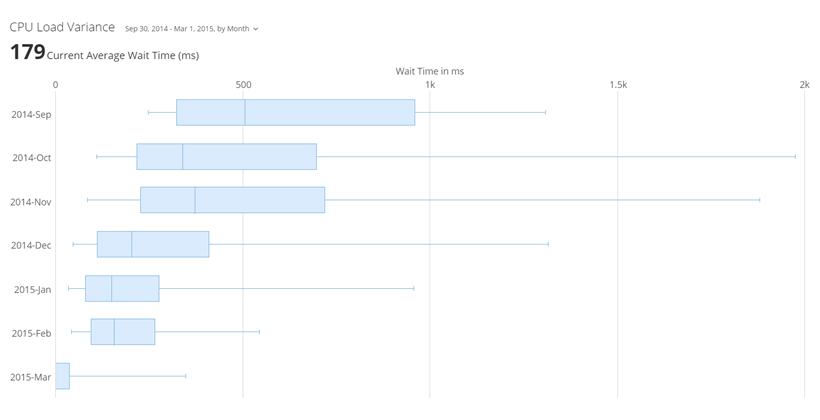 CPU Load Variance Sep 30, 2014 - Mar 1, 2015, by Month
179 Current Average Wait Time (ms)
Wait Time in ms
0 500 1k 1.5k 2k
2014-Sep
2014-Oct
2014-Nov
2014-Dec
2015-Jan
2015-Feb
2015-Mar